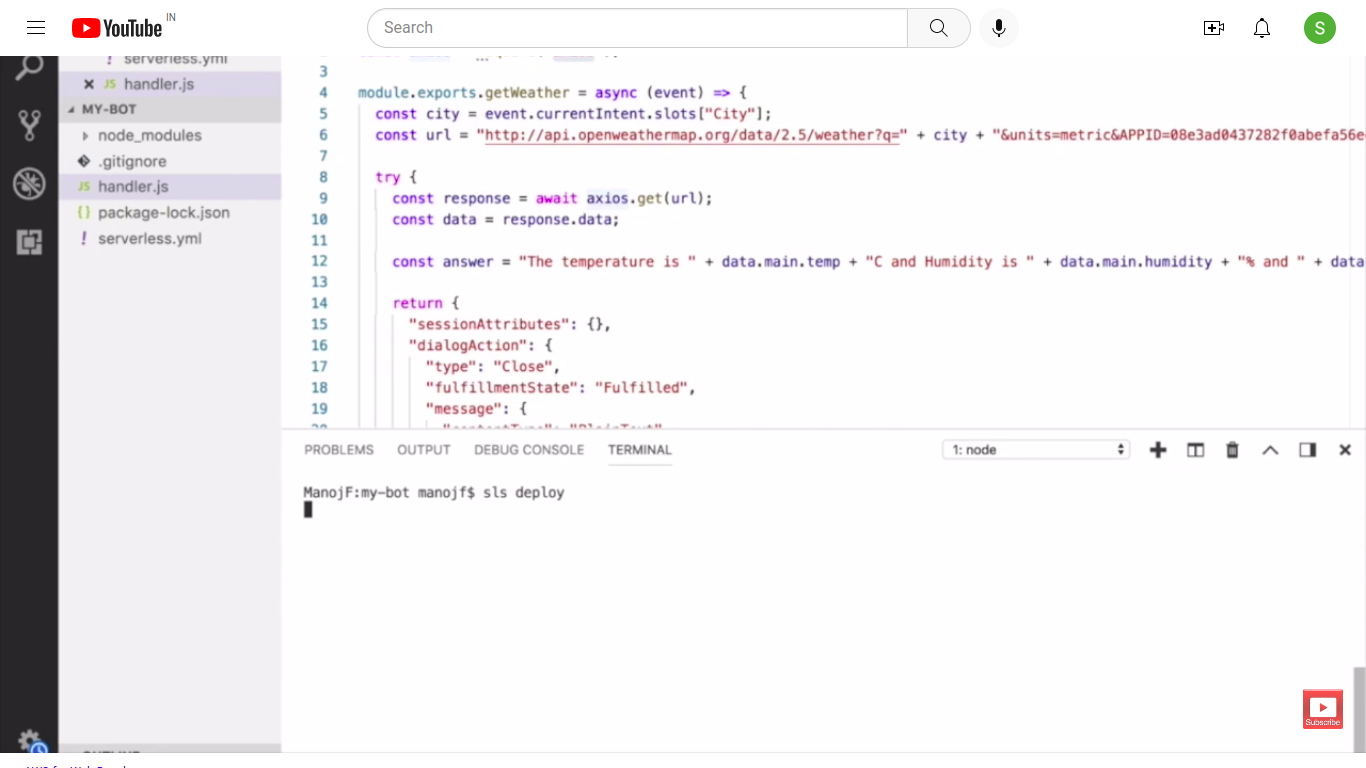 YouTube IN
Search
S
serverless.yml
JS handler.js
MY-BOT
node_modules
.gitignore
JS handler.js
{} package-lock.json
! serverless.yml
3
4 module.exports.getWeather = async (event) => {
5 const city = event.currentIntent.slots["City"];
6 const url = "http://api.openweathermap.org/data/2.5/weather?q=" + city + "&units=metric&APPID=08e3ad0437282f0abefa56e
7
8 try {
9 const response = await axios.get(url);
10 const data = response.data;
11
12 const answer = "The temperature is " + data.main.temp + "C and Humidity is " + data.main.humidity + "% and " + data
13
14 return {
15 "sessionAttributes": {},
16 "dialogAction": {
17 "type": "Close",
18 "fulfillmentState": "Fulfilled",
19 "message": {
PROBLEMS OUTPUT DEBUG CONSOLE TERMINAL 1: node
ManojF:my-bot manojf$ sls deploy
Subscribe